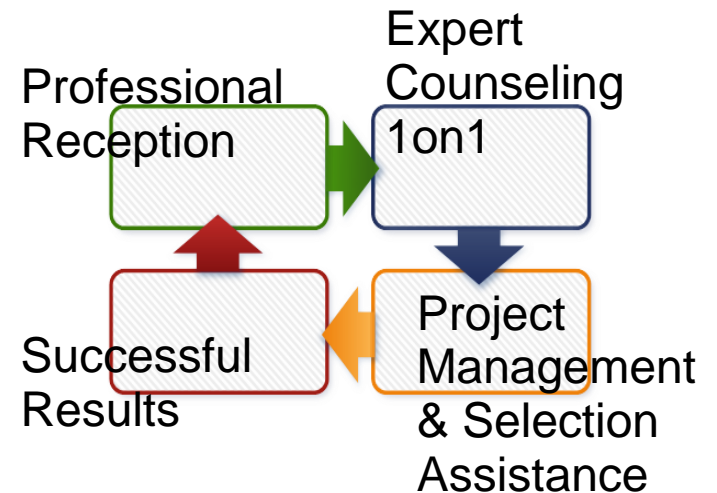 Professional
Reception
Expert
Counseling
1on1
Project
Management
& Selection
Assistance
Successful
Results